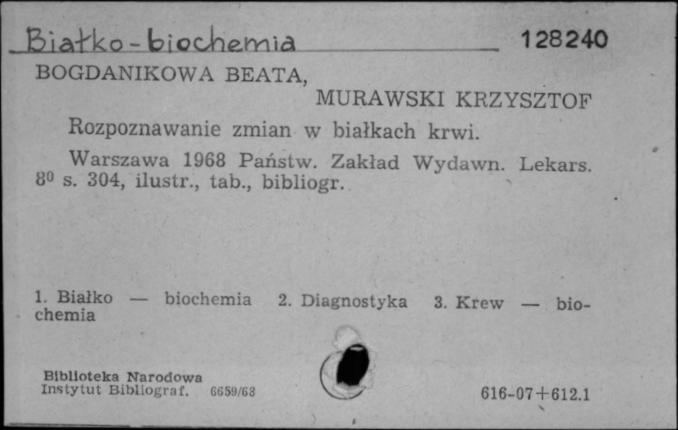 Białko-biochemia 128240
BOGDANIKOWA BEATA,
MURAWSKI KRZYSZTOF
Rozpoznawanie zmian w białkach krwi.
Warszawa 1968 Państw. Zakład Wydawn. Lekars.
8⁰ s. 304, ilustr., tab., bibliogr.
1. Białko — biochemia 2. Diagnostyka 3. Krew — bio-
chemia
Biblioteka Narodowa
Instytut Bibliograf. 6659/68
616-07+612.1